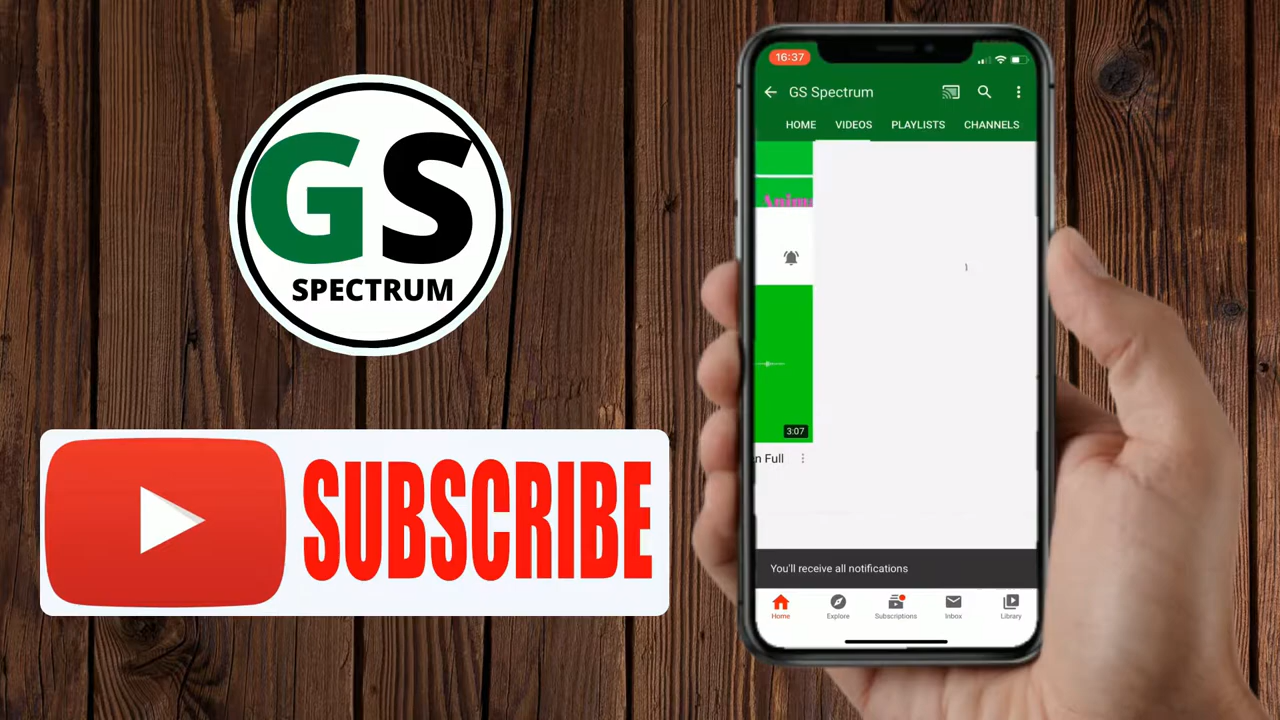 GS
SPECTRUM
SUBSCRIBE
16:37
GS Spectrum
HOME VIDEOS PLAYLISTS CHANNELS
3:07
n Full
You'll receive all notifications
Home Explore Subscriptions Inbox Library